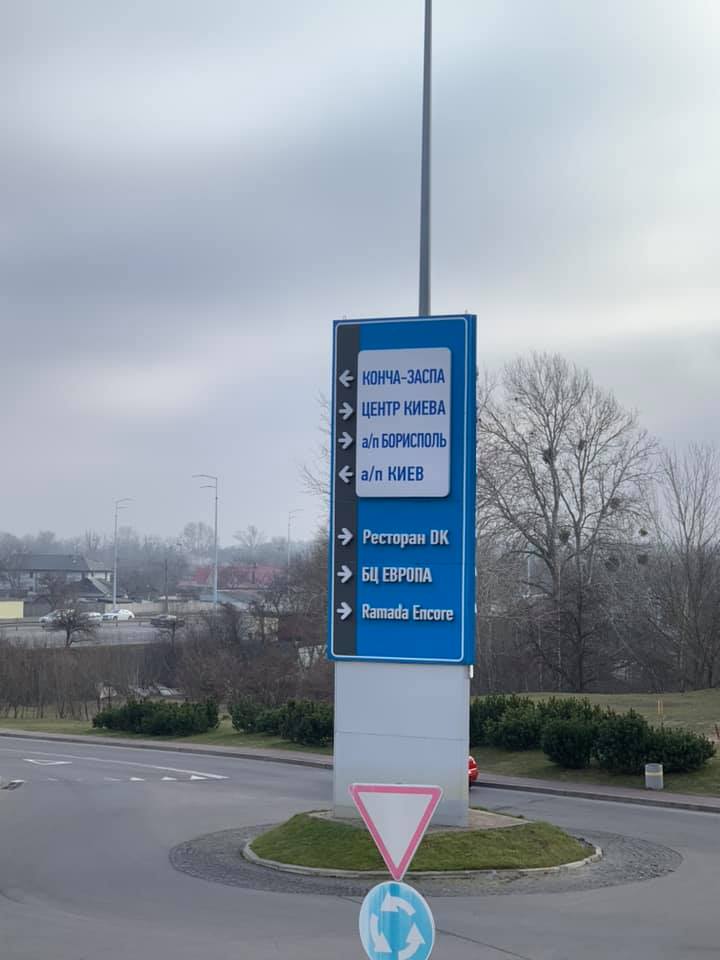 КОНЧА-ЗАСПА
ЦЕНТР КИЕВА
а/п БОРИСПОЛЬ
а/п КИЕВ
Ресторан DK
БЦ ЕВРОПА
Ramada Encore